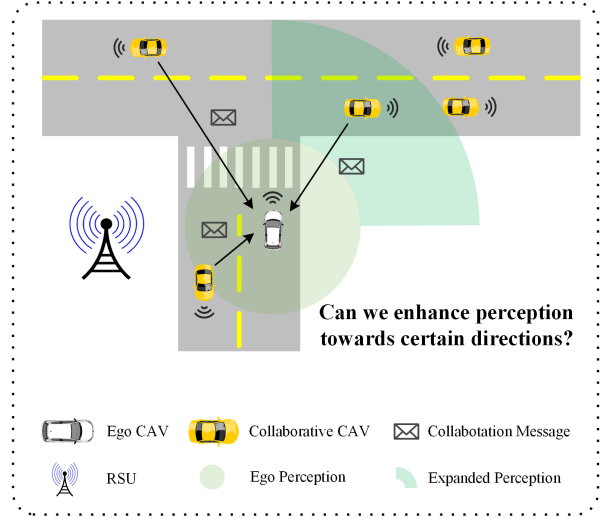 Can we enhance perception
towards certain directions?
Ego CAV
Collaborative CAV
Collabotation Message
RSU
Ego Perception
Expanded Perception